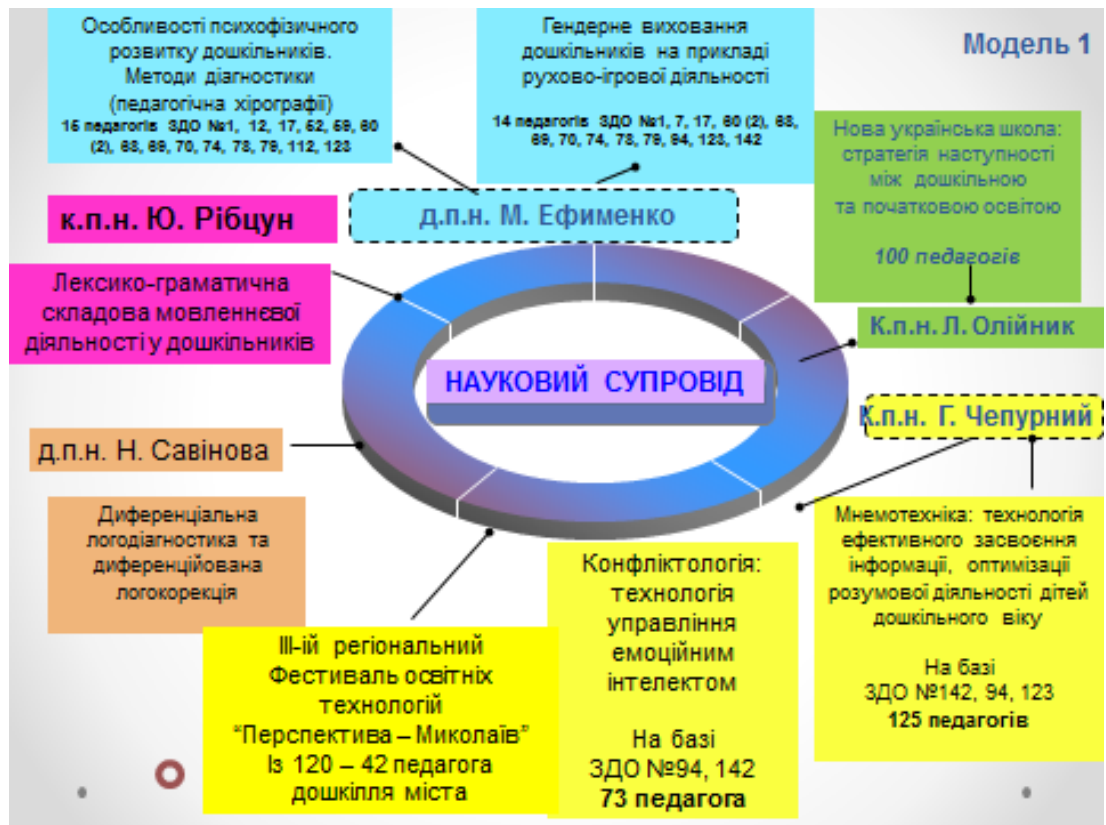 Особливості психофізичного
розвитку дошкільників.
Методи діагностики
(педагогічна хірографії)
15 педагогів ЗДО №1, 12, 17, 52, 59, 60
(2), 68, 69, 70, 74, 78, 79, 112, 123
Гендерне виховання
дошкільників на прикладі
рухово-ігрової діяльності
14 педагогів ЗДО №1, 7, 17, 60 (2), 68,
69, 70, 74, 78, 79, 94, 123, 142
Модель 1
Нова українська школа:
стратегія наступності
між дошкільною
та початковою освітою
100 педагогів
к.п.н. Ю. Рібцун
д.п.н. М. Ефименко
Лексико-граматична
складова мовленнєвої
діяльності у дошкільників
К.п.н. Л. Олійник
НАУКОВИЙ СУПРОВІД
К.п.н. Г. Чепурний
д.п.н. Н. Савінова
Диференціальна
логодіагностика та
диференційована
логокорекція
ІІІ-ій регіональний
Фестиваль освітніх
технологій
“Перспектива – Миколаїв”
Із 120 – 42 педагога
дошкілля міста
Конфліктологія:
технологія
управління
емоційним
інтелектом
На базі
ЗДО №94, 142
73 педагога
Мнемотехніка: технологія
ефективного засвоєння
інформації, оптимізації
розумової діяльності дітей
дошкільного віку
На базі
ЗДО №142, 94, 123
125 педагогів